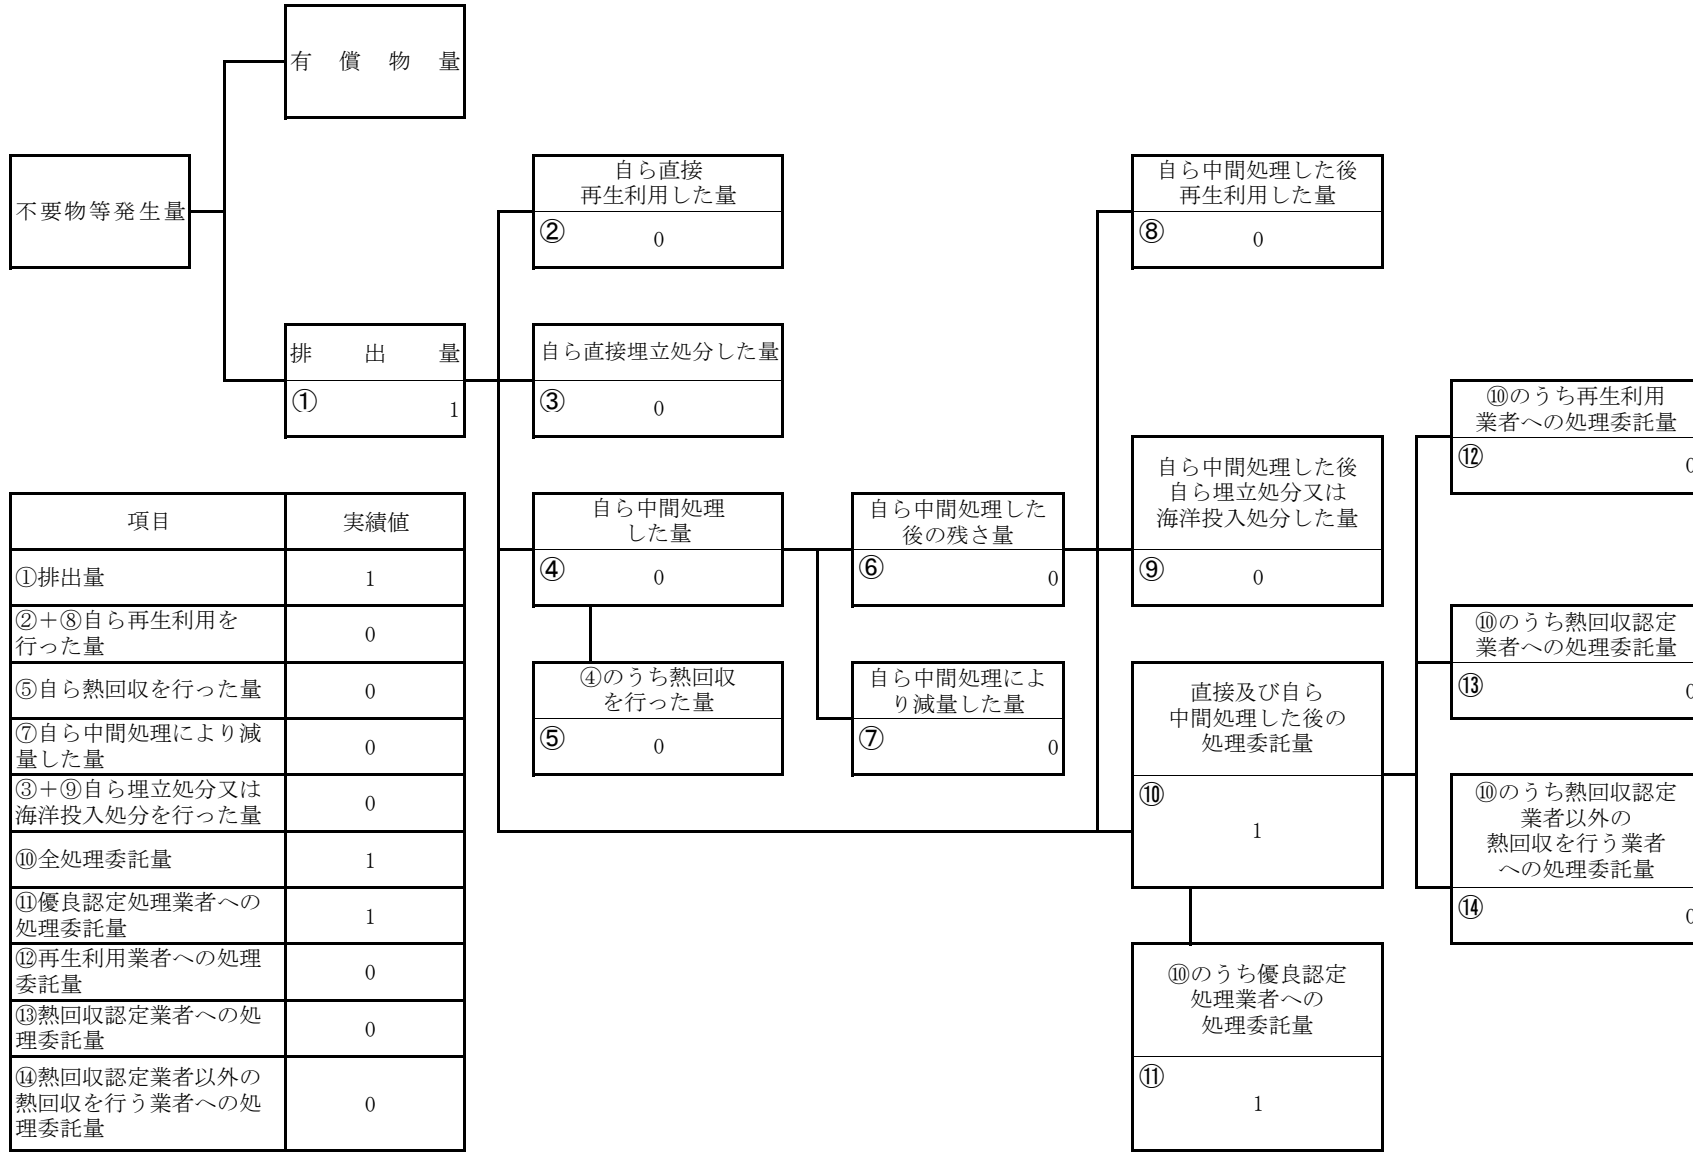 有償物量
不要物等発生量
排出量
①
1
自ら直接
再生利用した量
②
0
自ら直接埋立処分した量
③
0
自ら中間処理
した量
④
0
④のうち熱回収
を行った量
⑤
0
自ら中間処理した
後の残さ量
⑥
0
自ら中間処理によ
り減量した量
⑦
0
自ら中間処理した後
再生利用した量
⑧
0
自ら中間処理した後
自ら埋立処分又は
海洋投入処分した量
⑨
0
直接及び自ら
中間処理した後の
処理委託量
⑩
1
⑩のうち優良認定
処理業者への
処理委託量
⑪
1
⑩のうち再生利用
業者への処理委託量
⑫
0
⑩のうち熱回収認定
業者への処理委託量
⑬
0
⑩のうち熱回収認定
業者以外の
熱回収を行う業者
への処理委託量
⑭
0
項目 実績値
①排出量 1
②＋⑧自ら再生利用を
行った量 0
⑤自ら熱回収を行った量 0
⑦自ら中間処理により減
量した量 0
③＋⑨自ら埋立処分又は
海洋投入処分を行った量 0
⑩全処理委託量 1
⑪優良認定処理業者への
処理委託量 1
⑫再生利用業者への処理
委託量 0
⑬熱回収認定業者への処
理委託量 0
⑭熱回収認定業者以外の
熱回収を行う業者への処
理委託量 0